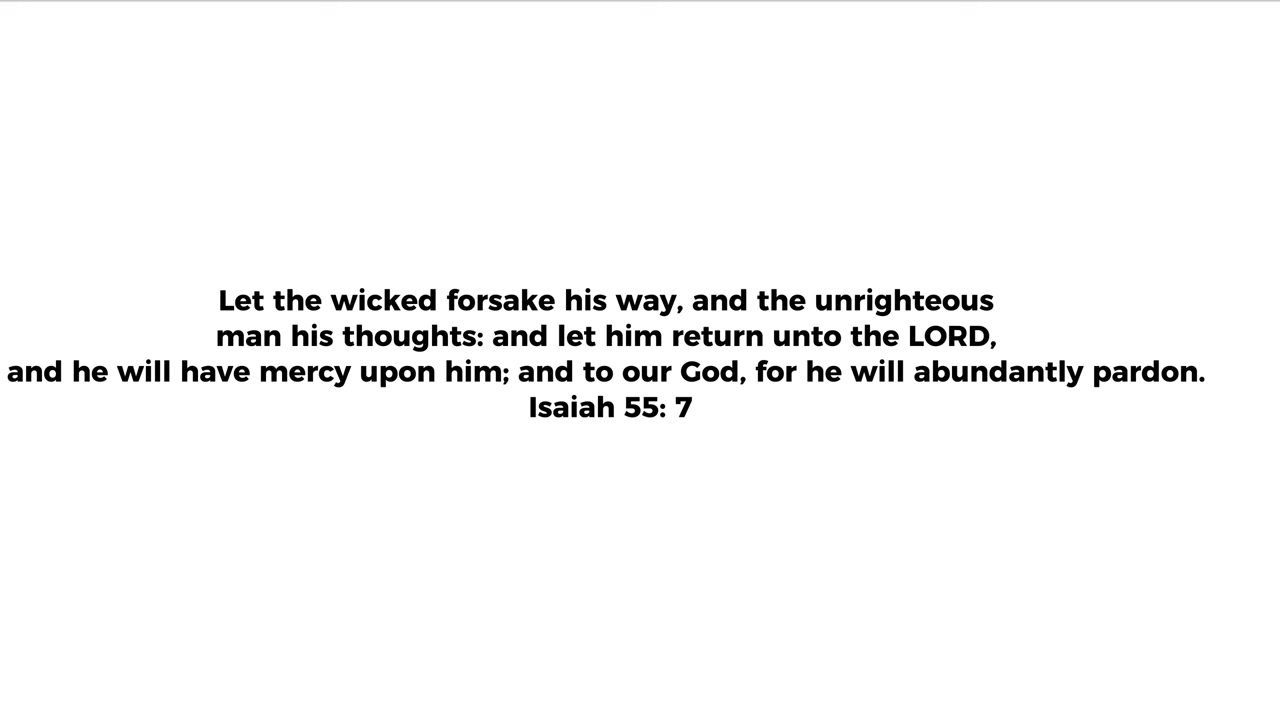 Let the wicked forsake his way, and the unrighteous
man his thoughts: and let him return unto the LORD,
and he will have mercy upon him; and to our God, for he will abundantly pardon.
Isaiah 55: 7